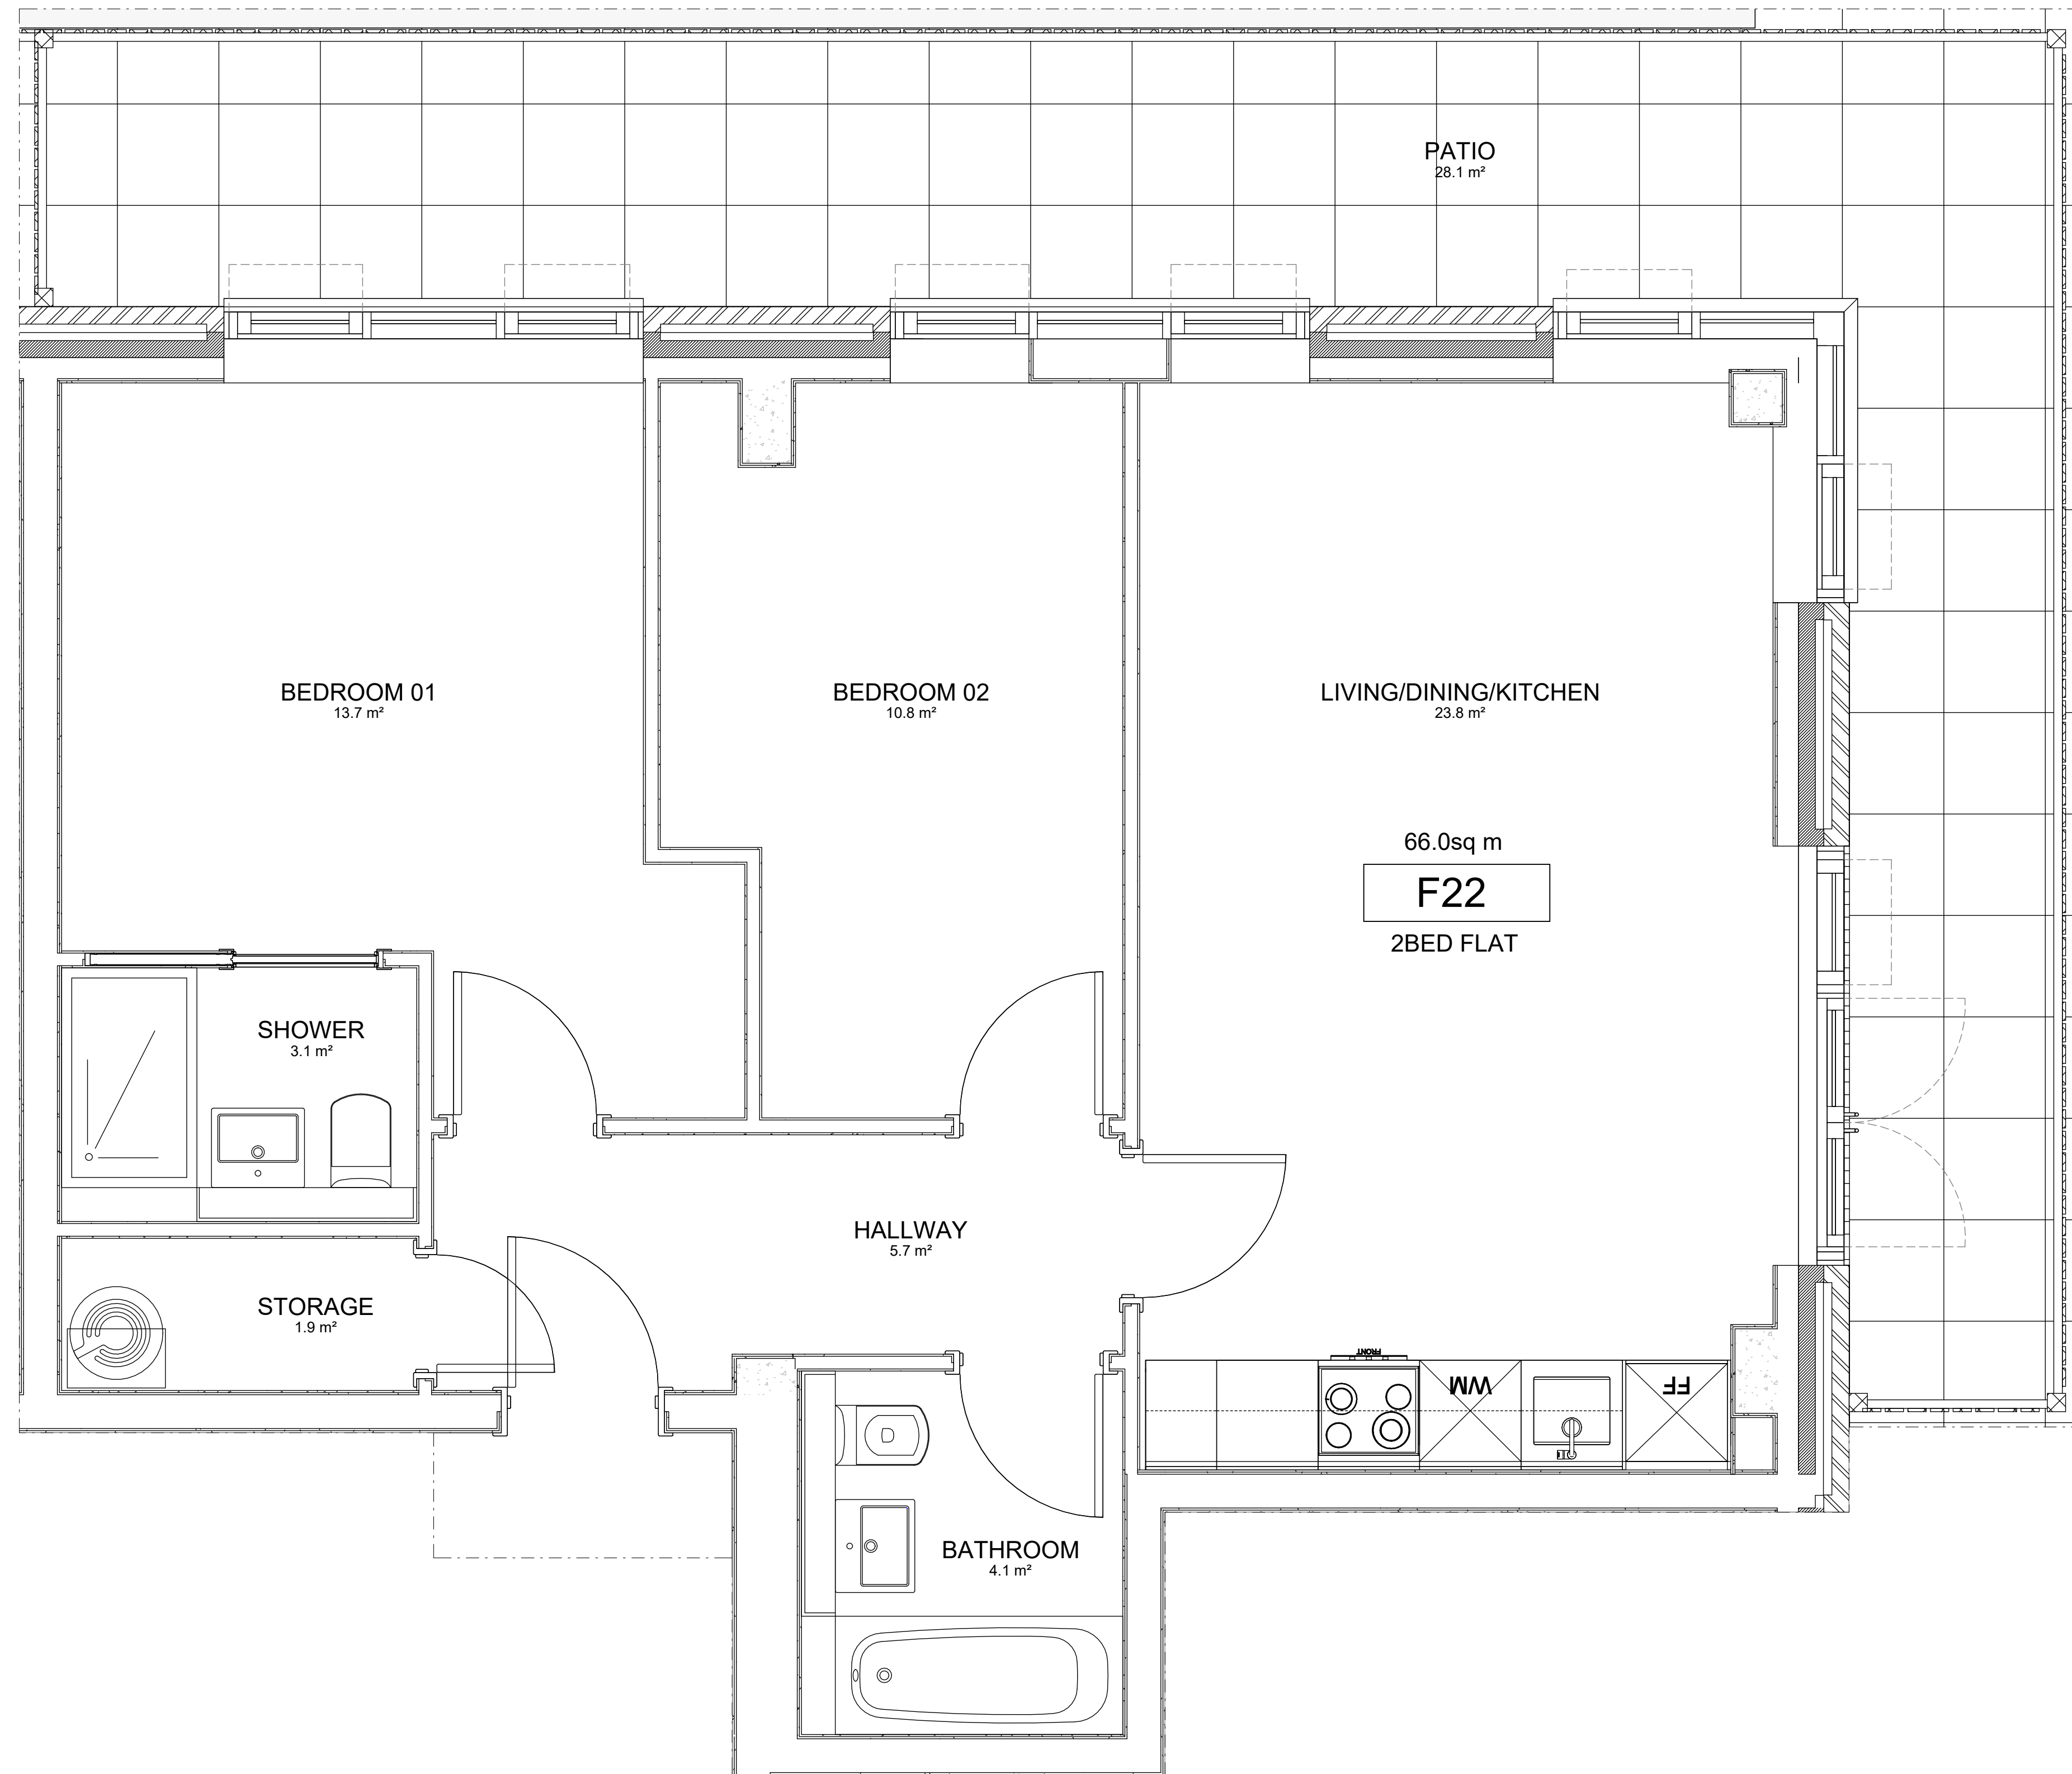 PATIO
28.1 m²
BEDROOM 01
13.7 m²
BEDROOM 02
10.8 m²
LIVING/DINING/KITCHEN
23.8 m²
66.0sq m
F22
2BED FLAT
SHOWER
3.1 m²
HALLWAY
5.7 m²
STORAGE
1.9 m²
FRONT
WM
FF
BATHROOM
4.1 m²